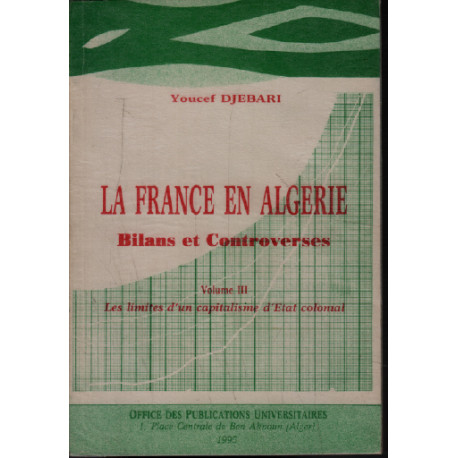 Youcef DJEBARI
LA FRANCE EN ALGERIE
Bilans et Controverses
Volume III
Les limites d'un capitalisme d'Etat colonial
OFFICE DES PUBLICATIONS UNIVERSITAIRES
1, Place Centrale de Ben Aknoun (Alger)
1995